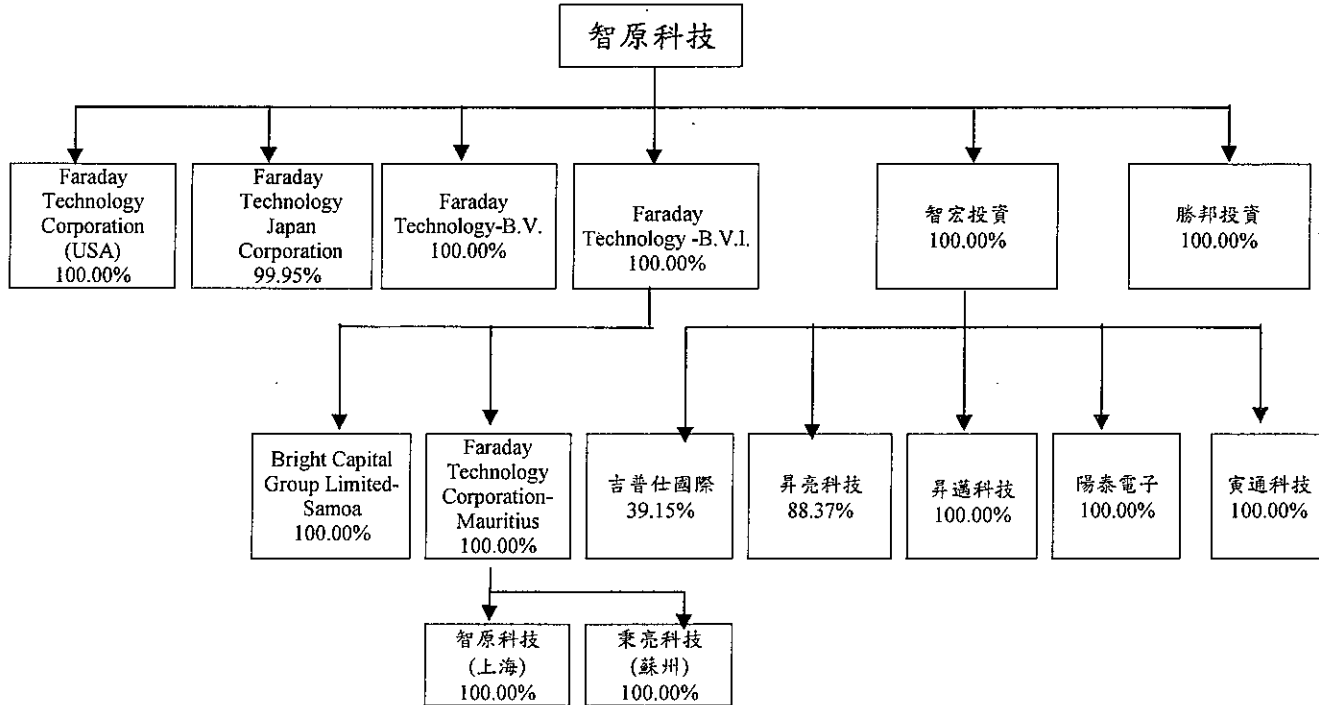 智原科技
Faraday
Technology
Corporation
(USA)
100.00%
Faraday
Technology
Japan
Corporation
99.95%
Faraday
Technology-B.V.
100.00%
Faraday
Technology -B.V.I.
100.00%
智宏投資
100.00%
勝邦投資
100.00%
Bright Capital
Group Limited-
Samoa
100.00%
Faraday
Technology
Corporation-
Mauritius
100.00%
吉普仕國際
39.15%
昇亮科技
88.37%
昇邁科技
100.00%
陽泰電子
100.00%
寅通科技
100.00%
智原科技
(上海)
100.00%
秉亮科技
(蘇州)
100.00%